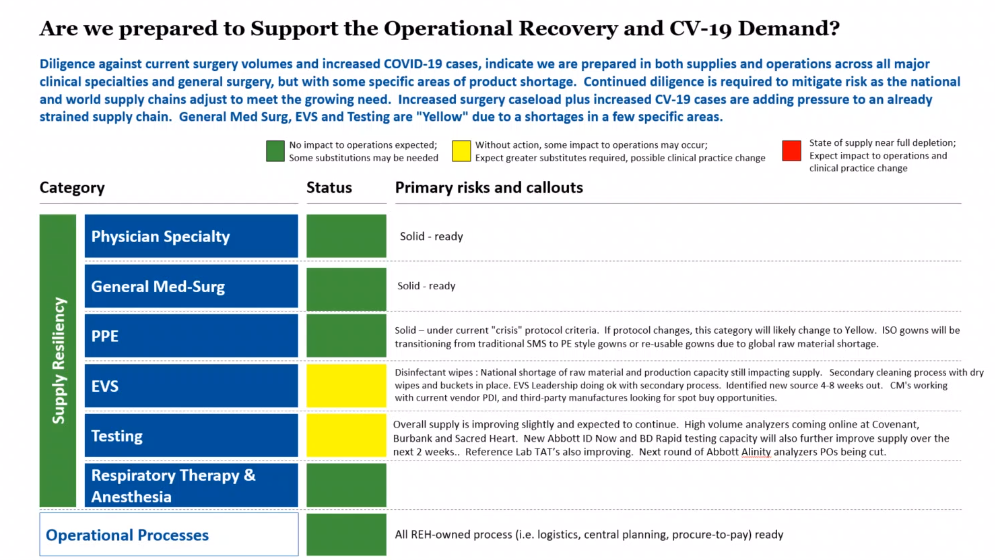 Are we prepared to Support the Operational Recovery and CV-19 Demand?
Diligence against current surgery volumes and increased COVID-19 cases, indicate we are prepared in both supplies and operations across all major
clinical specialties and general surgery, but with some specific areas of product shortage. Continued diligence is required to mitigate risk as the national
and world supply chains adjust to meet the growing need. Increased surgery caseload plus increased CV-19 cases are adding pressure to an already
strained supply chain. General Med Surg, EVS and Testing are "Yellow" due to a shortages in a few specific areas.
No impact to operations expected;
Some substitutions may be needed
Without action, some impact to operations may occur;
Expect greater substitutes required, possible clinical practice change
State of supply near full depletion;
Expect impact to operations and
clinical practice change
Category
Status
Primary risks and callouts
Supply Resiliency
Physician Specialty
Solid - ready
General Med-Surg
Solid - ready
PPE
Solid – under current "crisis" protocol criteria. If protocol changes, this category will likely change to Yellow. ISO gowns will be
transitioning from traditional SMS to PE style gowns or re-usable gowns due to global raw material shortage.
EVS
Disinfectant wipes : National shortage of raw material and production capacity still impacting supply. Secondary cleaning process with dry
wipes and buckets in place. EVS Leadership doing ok with secondary process. Identified new source 4-8 weeks out. CM's working
with current vendor PDI, and third-party manufactures looking for spot buy opportunities.
Testing
Overall supply is improving slightly and expected to continue. High volume analyzers coming online at Covenant,
Burbank and Sacred Heart. New Abbott ID Now and BD Rapid testing capacity will also further improve supply over the
next 2 weeks.. Reference Lab TAT's also improving. Next round of Abbott Alinity analyzers POs being cut.
Respiratory Therapy &
Anesthesia
Operational Processes
All REH-owned process (i.e. logistics, central planning, procure-to-pay) ready